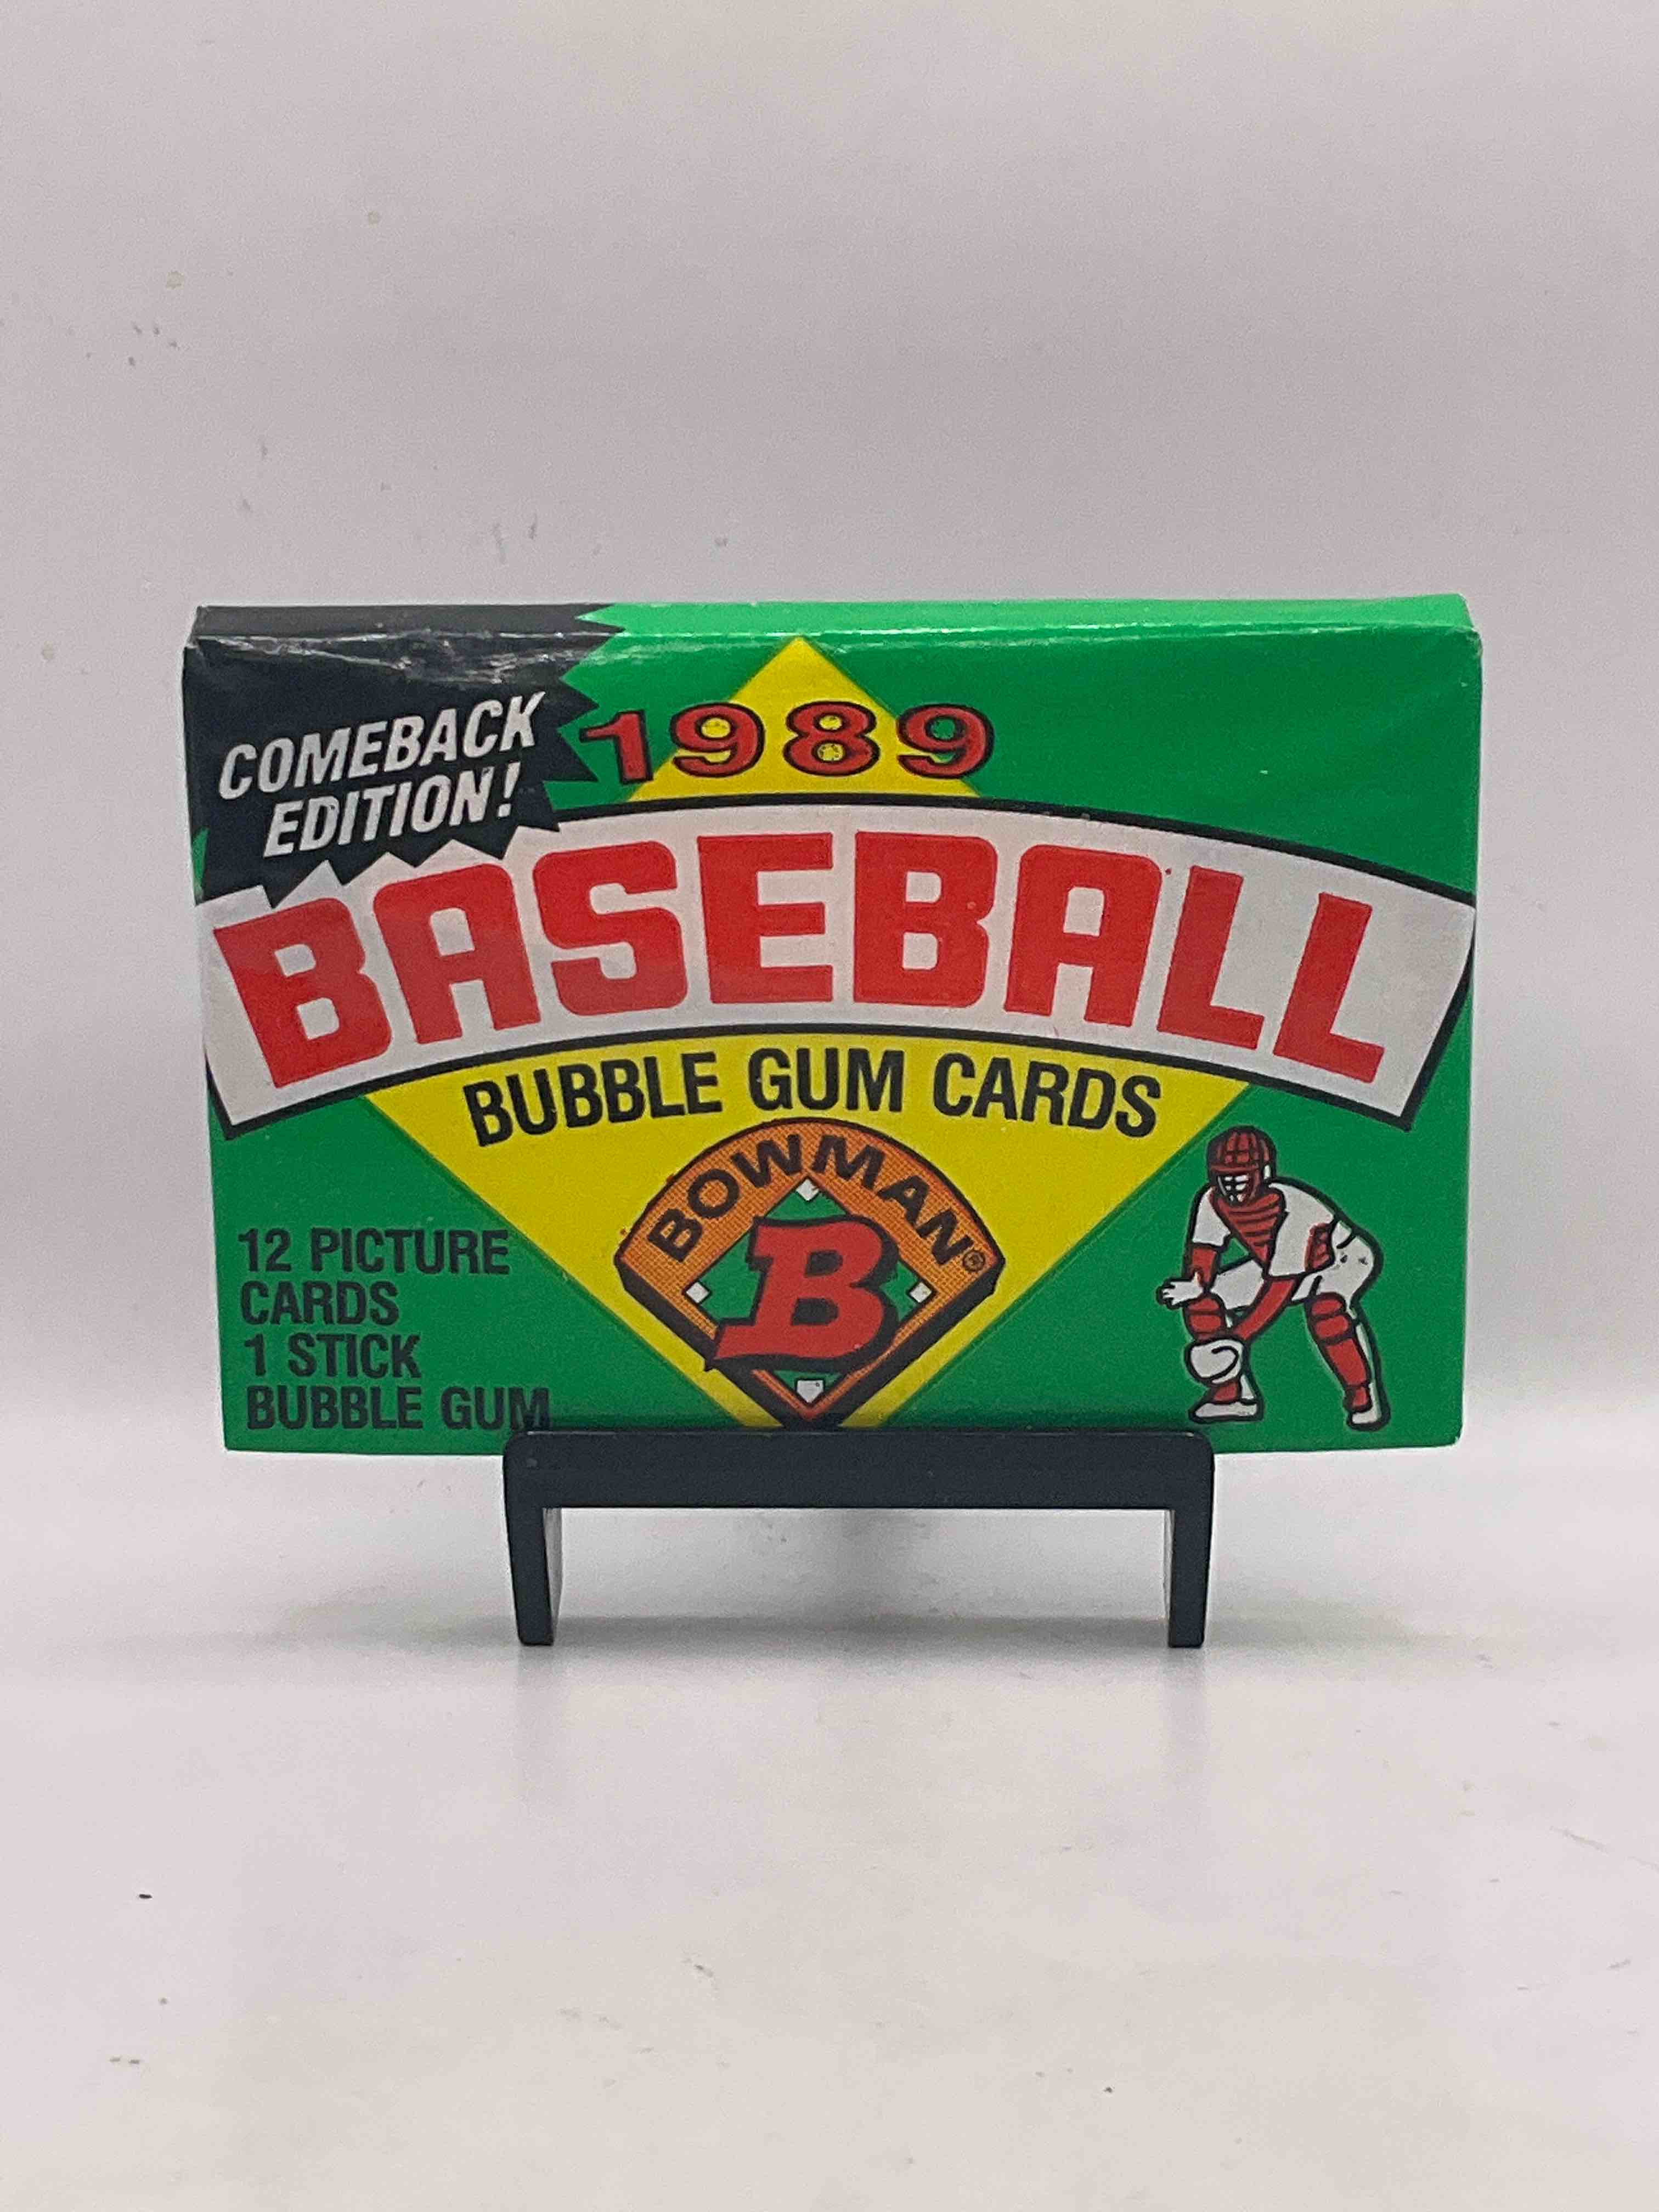 COMEBACK
EDITION!
1989
BASEBALL
BUBBLE GUM CARDS
BOWMAN®
B
12 PICTURE
CARDS
1 STICK
BUBBLE GUM